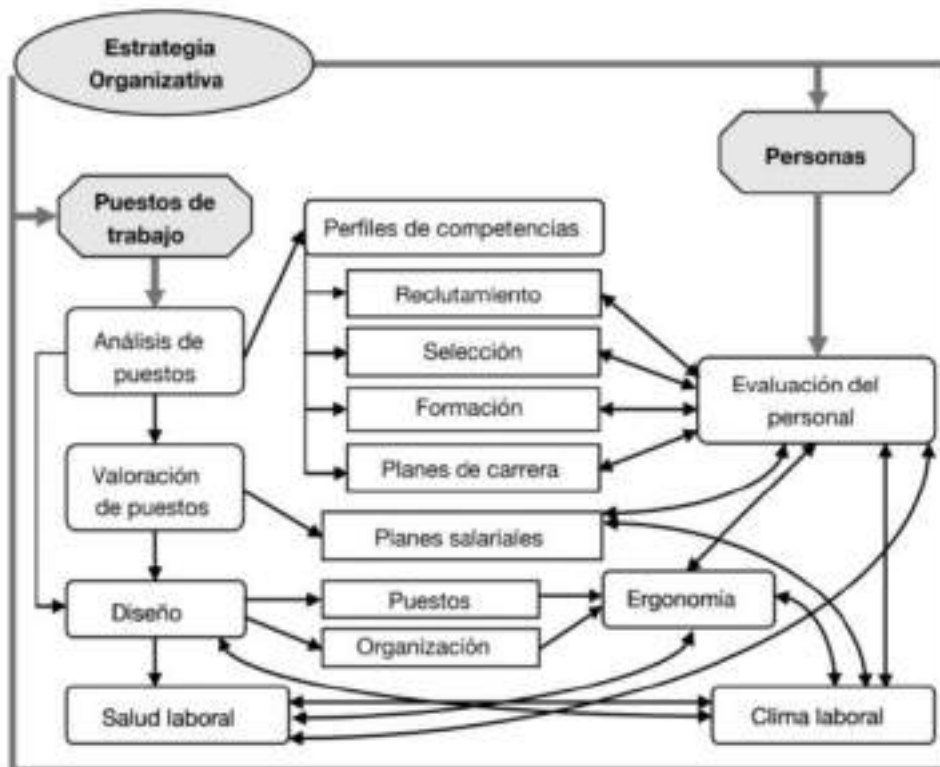 Estrategia
Organizativa
Personas
Puestos de
trabajo
Perfiles de competencias
Reclutamiento
Análisis de
puestos
Selección
Evaluación del
personal
Formación
Planes de carrera
Valoración
de puestos
Planes salariales
Diseño
Puestos
Ergonomía
Organización
Salud laboral
Clima laboral